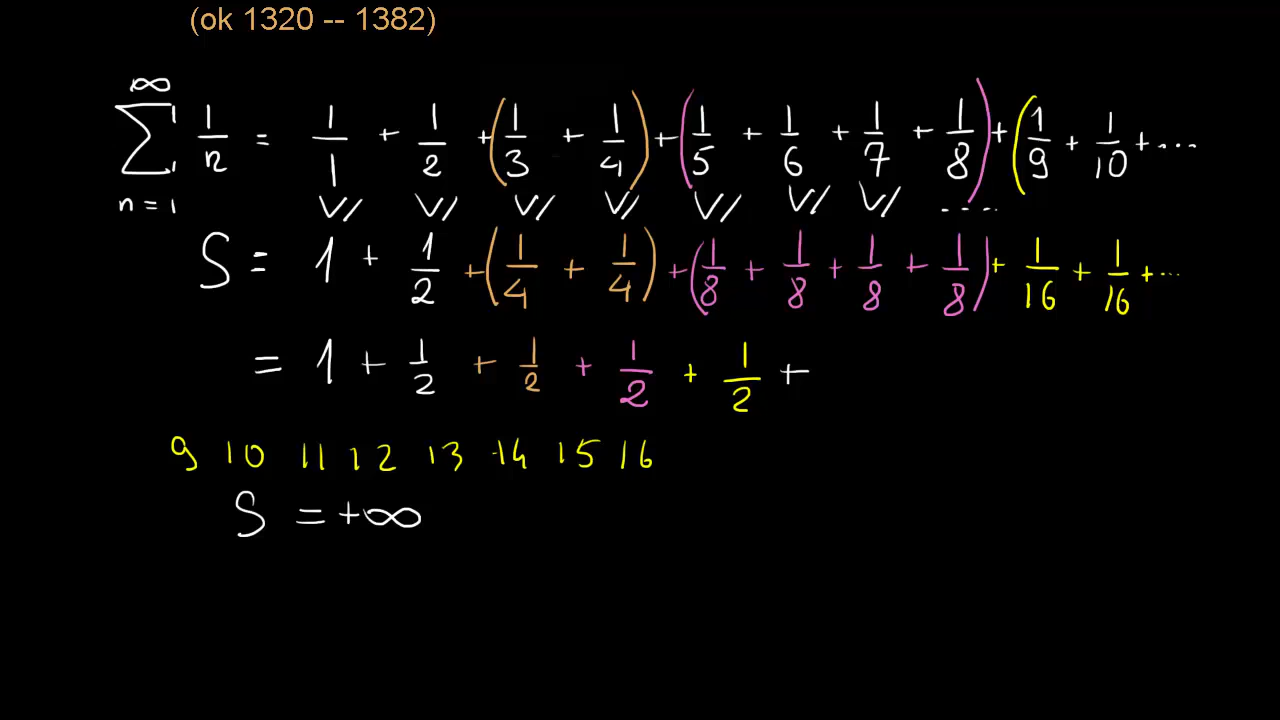 (ok 1320 -- 1382)
∞
∑ 1/n = 1/1 + 1/2 + (1/3 + 1/4) + (1/5 + 1/6 + 1/7 + 1/8) + (1/9 + 1/10 + ...
n = 1
V/ V/ V/ V/ V/ V/ V/ ....
S = 1 + 1/2 + (1/4 + 1/4) + (1/8 + 1/8 + 1/8 + 1/8) + 1/16 + 1/16 + ...
= 1 + 1/2 + 1/2 + 1/2 + 1/2 +
9 10 11 12 13 14 15 16
S = +∞